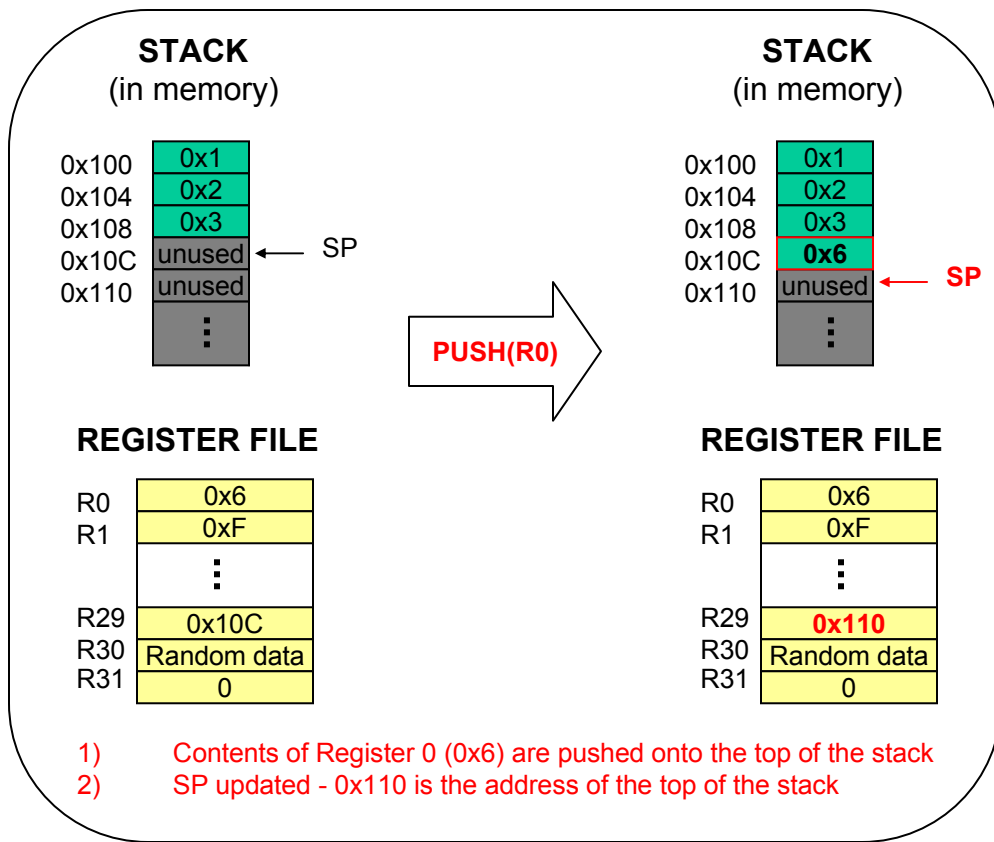 STACK
(in memory)
0x100 0x1
0x104 0x2
0x108 0x3
0x10C unused SP
0x110 unused
REGISTER FILE
R0 0x6
R1 0xF
R29 0x10C
R30 Random data
R31 0
PUSH(R0)
STACK
(in memory)
0x100 0x1
0x104 0x2
0x108 0x3
0x10C 0x6
0x110 unused SP
REGISTER FILE
R0 0x6
R1 0xF
R29 0x110
R30 Random data
R31 0
1) Contents of Register 0 (0x6) are pushed onto the top of the stack
2) SP updated - 0x110 is the address of the top of the stack